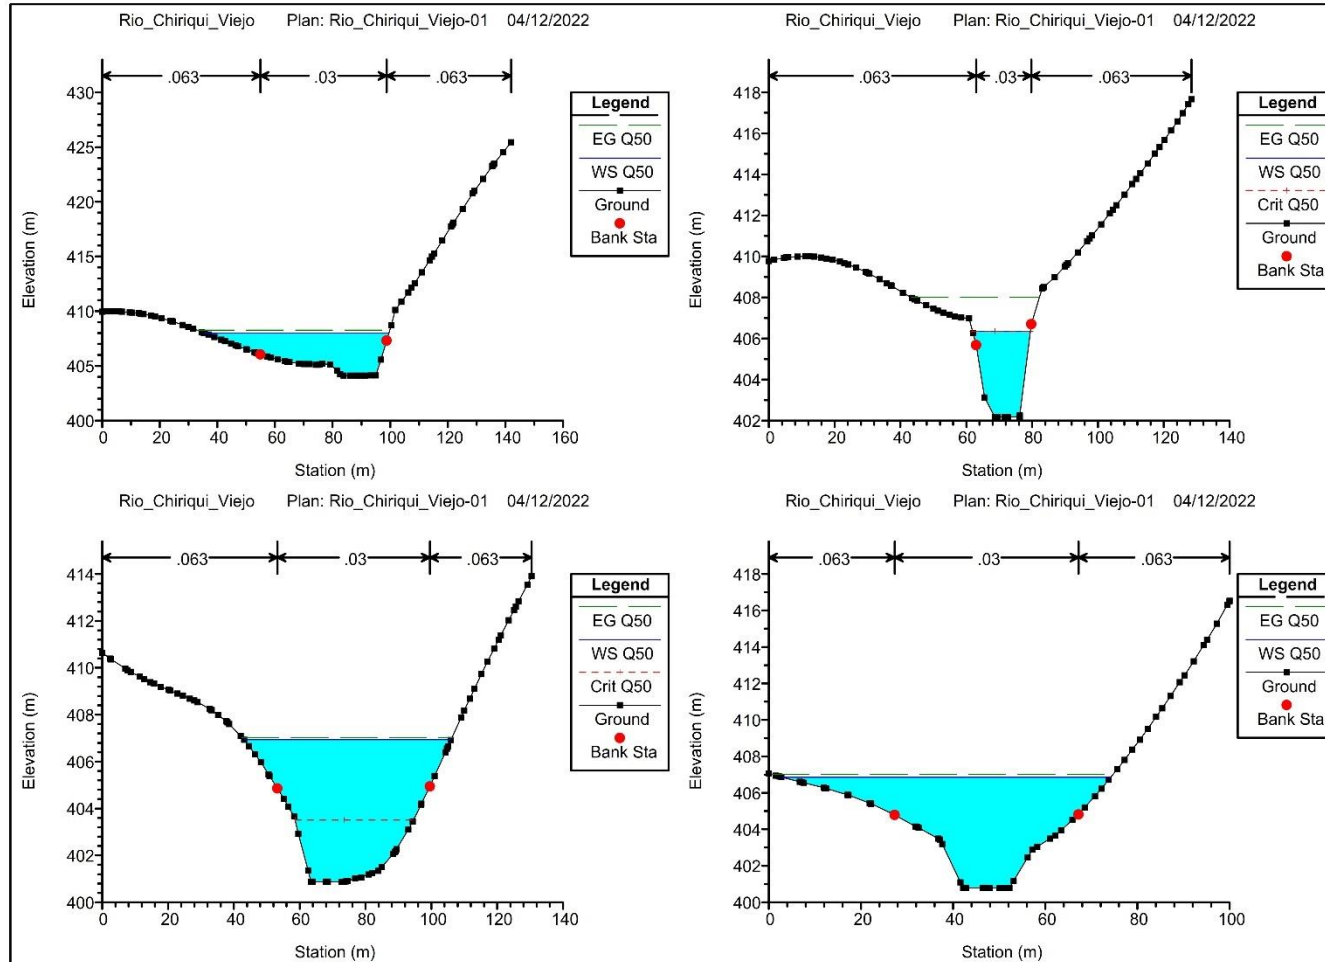 Rio_Chiriqui_Viejo Plan: Rio_Chiriqui_Viejo-01 04/12/2022
.063 .03 .063
430
425
420
415
410
405
400
Elevation (m)
0 20 40 60 80 100 120 140 160
Station (m)
Legend
EG Q50
WS Q50
Ground
Bank Sta
Rio_Chiriqui_Viejo Plan: Rio_Chiriqui_Viejo-01 04/12/2022
.063 .03 .063
418
416
414
412
410
408
406
404
402
Elevation (m)
0 20 40 60 80 100 120 140
Station (m)
Legend
EG Q50
WS Q50
Crit Q50
Ground
Bank Sta
Rio_Chiriqui_Viejo Plan: Rio_Chiriqui_Viejo-01 04/12/2022
.063 .03 .063
414
412
410
408
406
404
402
400
Elevation (m)
0 20 40 60 80 100 120 140
Station (m)
Legend
EG Q50
WS Q50
Crit Q50
Ground
Bank Sta
Rio_Chiriqui_Viejo Plan: Rio_Chiriqui_Viejo-01 04/12/2022
.063 .03 .063
418
416
414
412
410
408
406
404
402
400
Elevation (m)
0 20 40 60 80 100
Station (m)
Legend
EG Q50
WS Q50
Ground
Bank Sta